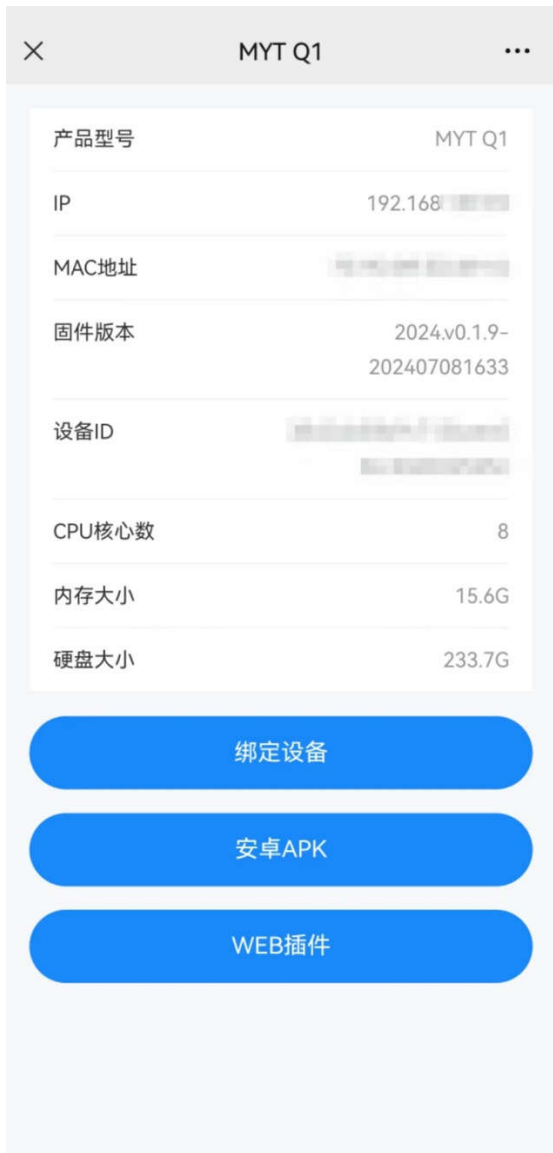 MYT Q1
产品型号 MYT Q1
IP 192.168
MAC地址
固件版本 2024.v0.1.9-
202407081633
设备ID
CPU核心数 8
内存大小 15.6G
硬盘大小 233.7G
绑定设备
安卓APK
WEB插件